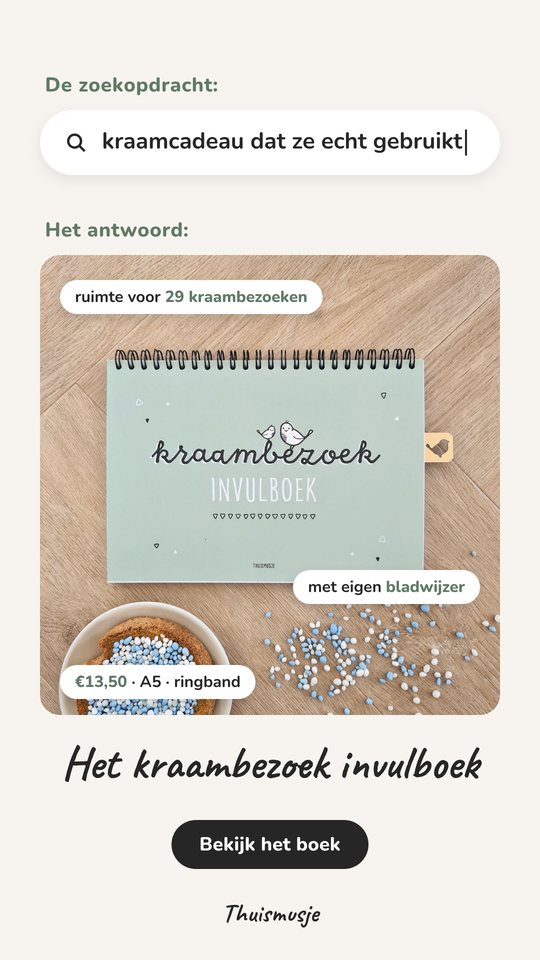 De zoekopdracht:
kraamcadeau dat ze echt gebruikt
Het antwoord:
ruimte voor 29 kraambezoeken
kraambezoek
INVULBOEK
THUISMUSJE
met eigen bladwijzer
€13,50 · A5 · ringband
Het kraambezoek invulboek
Bekijk het boek
Thuismusje